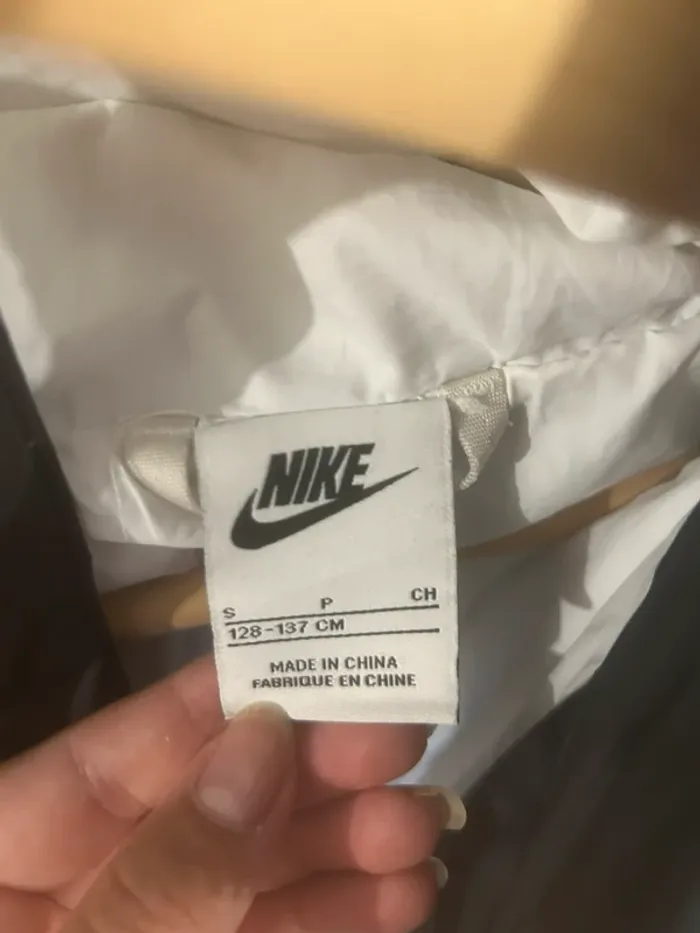 NIKE
S P CH
128-137 CM
MADE IN CHINA
FABRIQUE EN CHINE